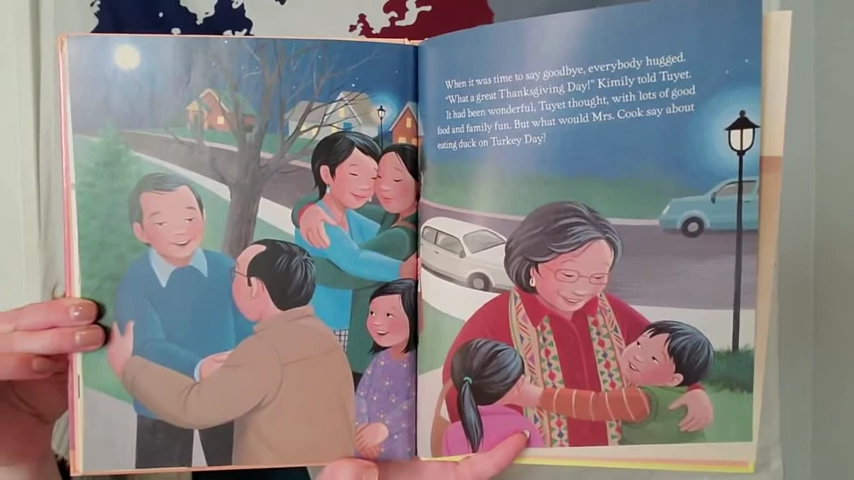 When it was time to say goodbye, everybody hugged.
"What a great Thanksgiving Day!" Kimily told Tuyet.
It had been wonderful, Tuyet thought, with lots of good
food and family fun. But what would Mrs. Cook say about
eating duck on Turkey Day?